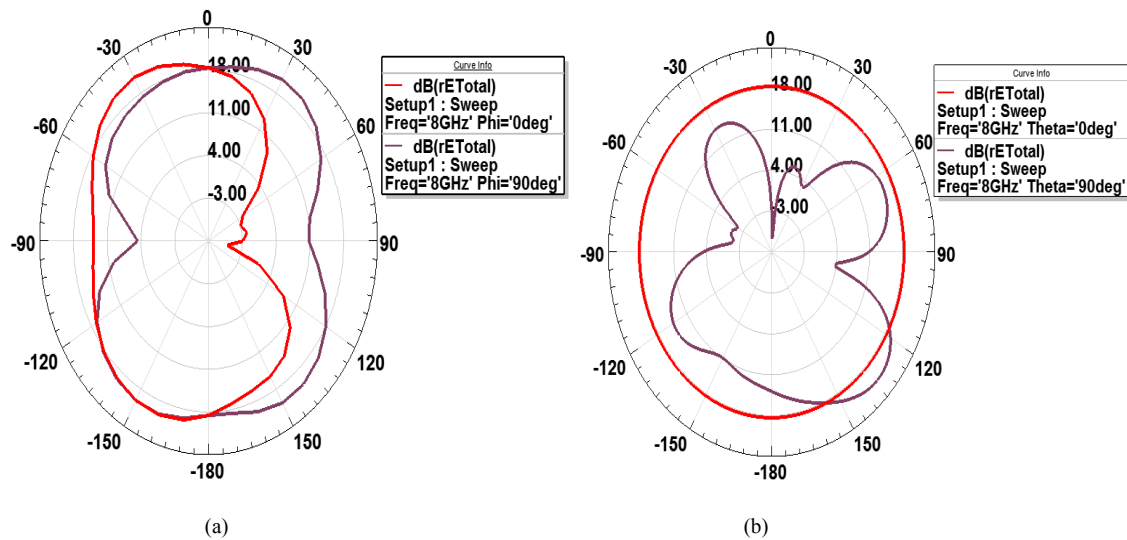 0
-30
30
-60
60
-90
90
-120
120
-150
150
-180
18.00
11.00
4.00
-3.00
Curve Info
dB(rETotal)
Setup1 : Sweep
Freq='8GHz' Phi='0deg'
dB(rETotal)
Setup1 : Sweep
Freq='8GHz' Phi='90deg'
(a)
0
-30
30
-60
60
-90
90
-120
120
-150
150
-180
18.00
11.00
4.00
-3.00
Curve Info
dB(rETotal)
Setup1 : Sweep
Freq='8GHz' Theta='0deg'
dB(rETotal)
Setup1 : Sweep
Freq='8GHz' Theta='90deg'
(b)